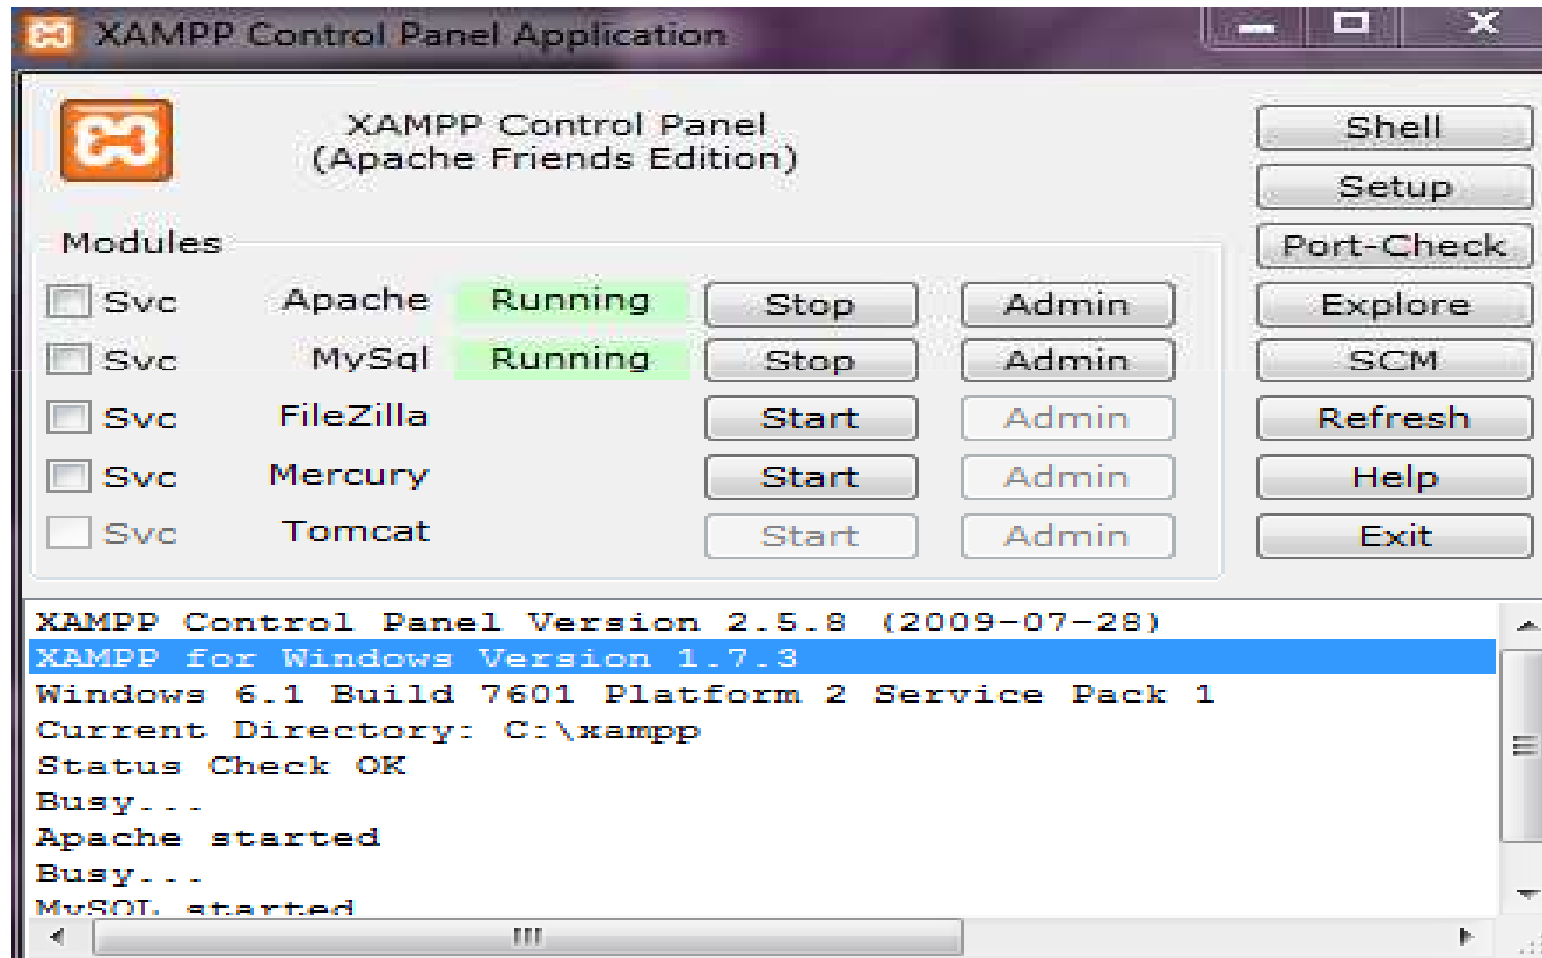 XAMPP Control Panel Application
XAMPP Control Panel
(Apache Friends Edition)
Shell
Setup
Port-Check
Explore
SCM
Refresh
Help
Exit
Modules
Svc Apache Running Stop Admin
Svc MySql Running Stop Admin
Svc FileZilla Start Admin
Svc Mercury Start Admin
Svc Tomcat Start Admin
XAMPP Control Panel Version 2.5.8 (2009-07-28)
XAMPP for Windows Version 1.7.3
Windows 6.1 Build 7601 Platform 2 Service Pack 1
Current Directory: C:\xampp
Status Check OK
Busy...
Apache started
Busy...
MySQL started